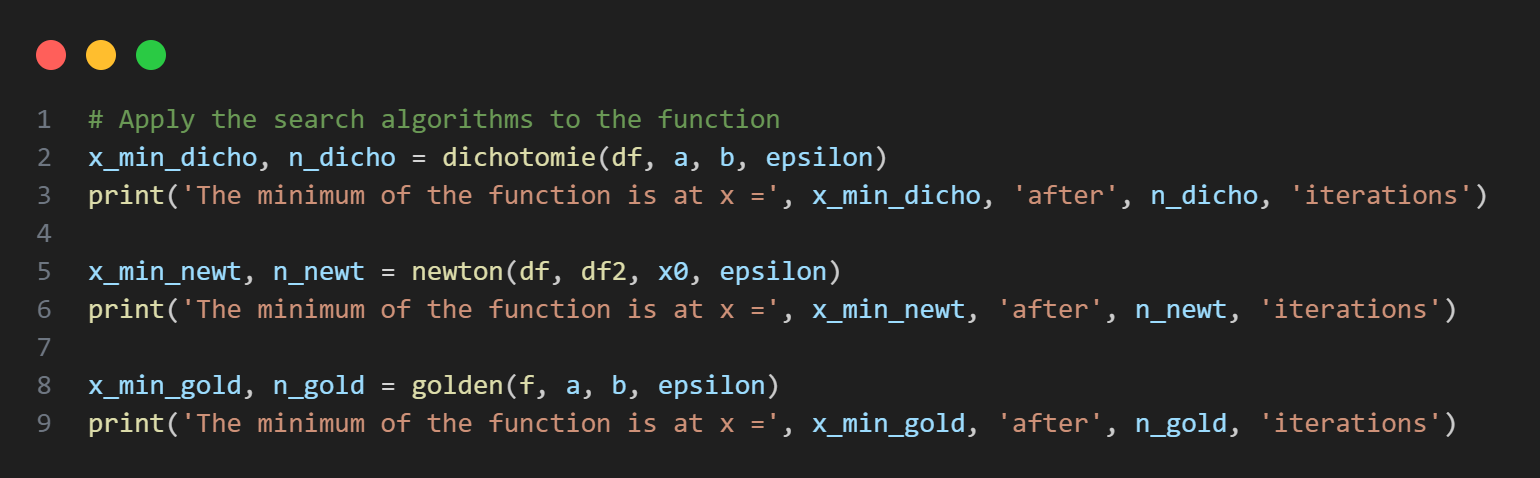 1 # Apply the search algorithms to the function
2 x_min_dicho, n_dicho = dichotomie(df, a, b, epsilon)
3 print('The minimum of the function is at x =', x_min_dicho, 'after', n_dicho, 'iterations')
4
5 x_min_newt, n_newt = newton(df, df2, x0, epsilon)
6 print('The minimum of the function is at x =', x_min_newt, 'after', n_newt, 'iterations')
7
8 x_min_gold, n_gold = golden(f, a, b, epsilon)
9 print('The minimum of the function is at x =', x_min_gold, 'after', n_gold, 'iterations')